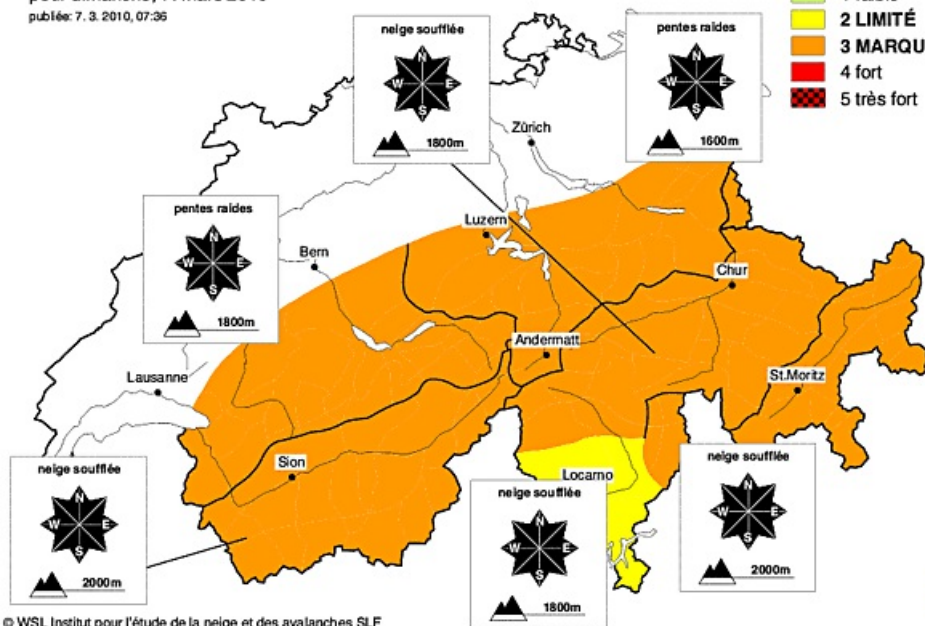 publiée: 7. 3. 2010, 07:36
2 LIMITÉ
3 MARQU
4 fort
5 très fort
neige soufflée
N
W E
S
1800m
pentes raides
N
W E
S
1600m
Zürich
pentes raides
N
W E
S
1800m
Luzern
Bern
Chur
Andermatt
St.Moritz
Lausanne
Sion
Locarno
neige soufflée
N
W E
S
2000m
neige soufflée
N
W E
S
1800m
neige soufflée
N
W E
S
2000m
© WSL Institut pour l'étude de la neige et des avalanches SLF